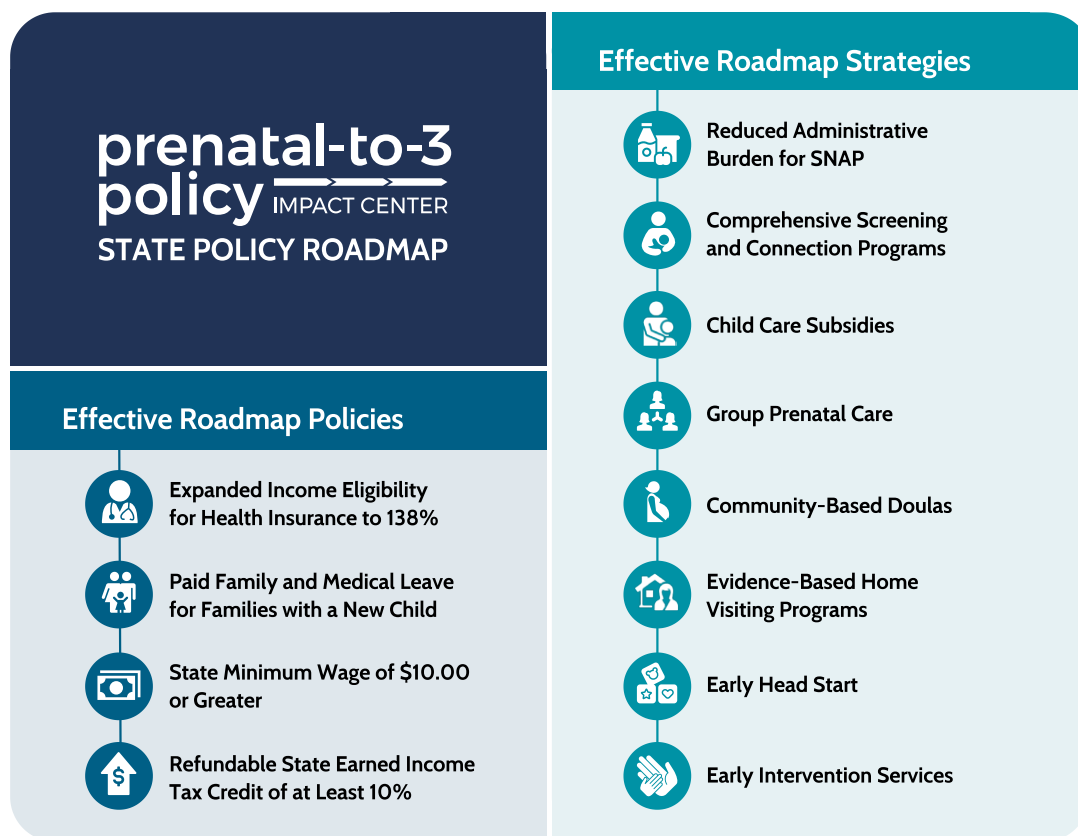 prenatal-to-3
policy IMPACT CENTER
STATE POLICY ROADMAP
Effective Roadmap Policies
Expanded Income Eligibility
for Health Insurance to 138%
Paid Family and Medical Leave
for Families with a New Child
State Minimum Wage of $10.00
or Greater
$
Refundable State Earned Income
Tax Credit of at Least 10%
Effective Roadmap Strategies
Reduced Administrative
Burden for SNAP
Comprehensive Screening
and Connection Programs
Child Care Subsidies
Group Prenatal Care
Community-Based Doulas
Evidence-Based Home
Visiting Programs
Early Head Start
Early Intervention Services